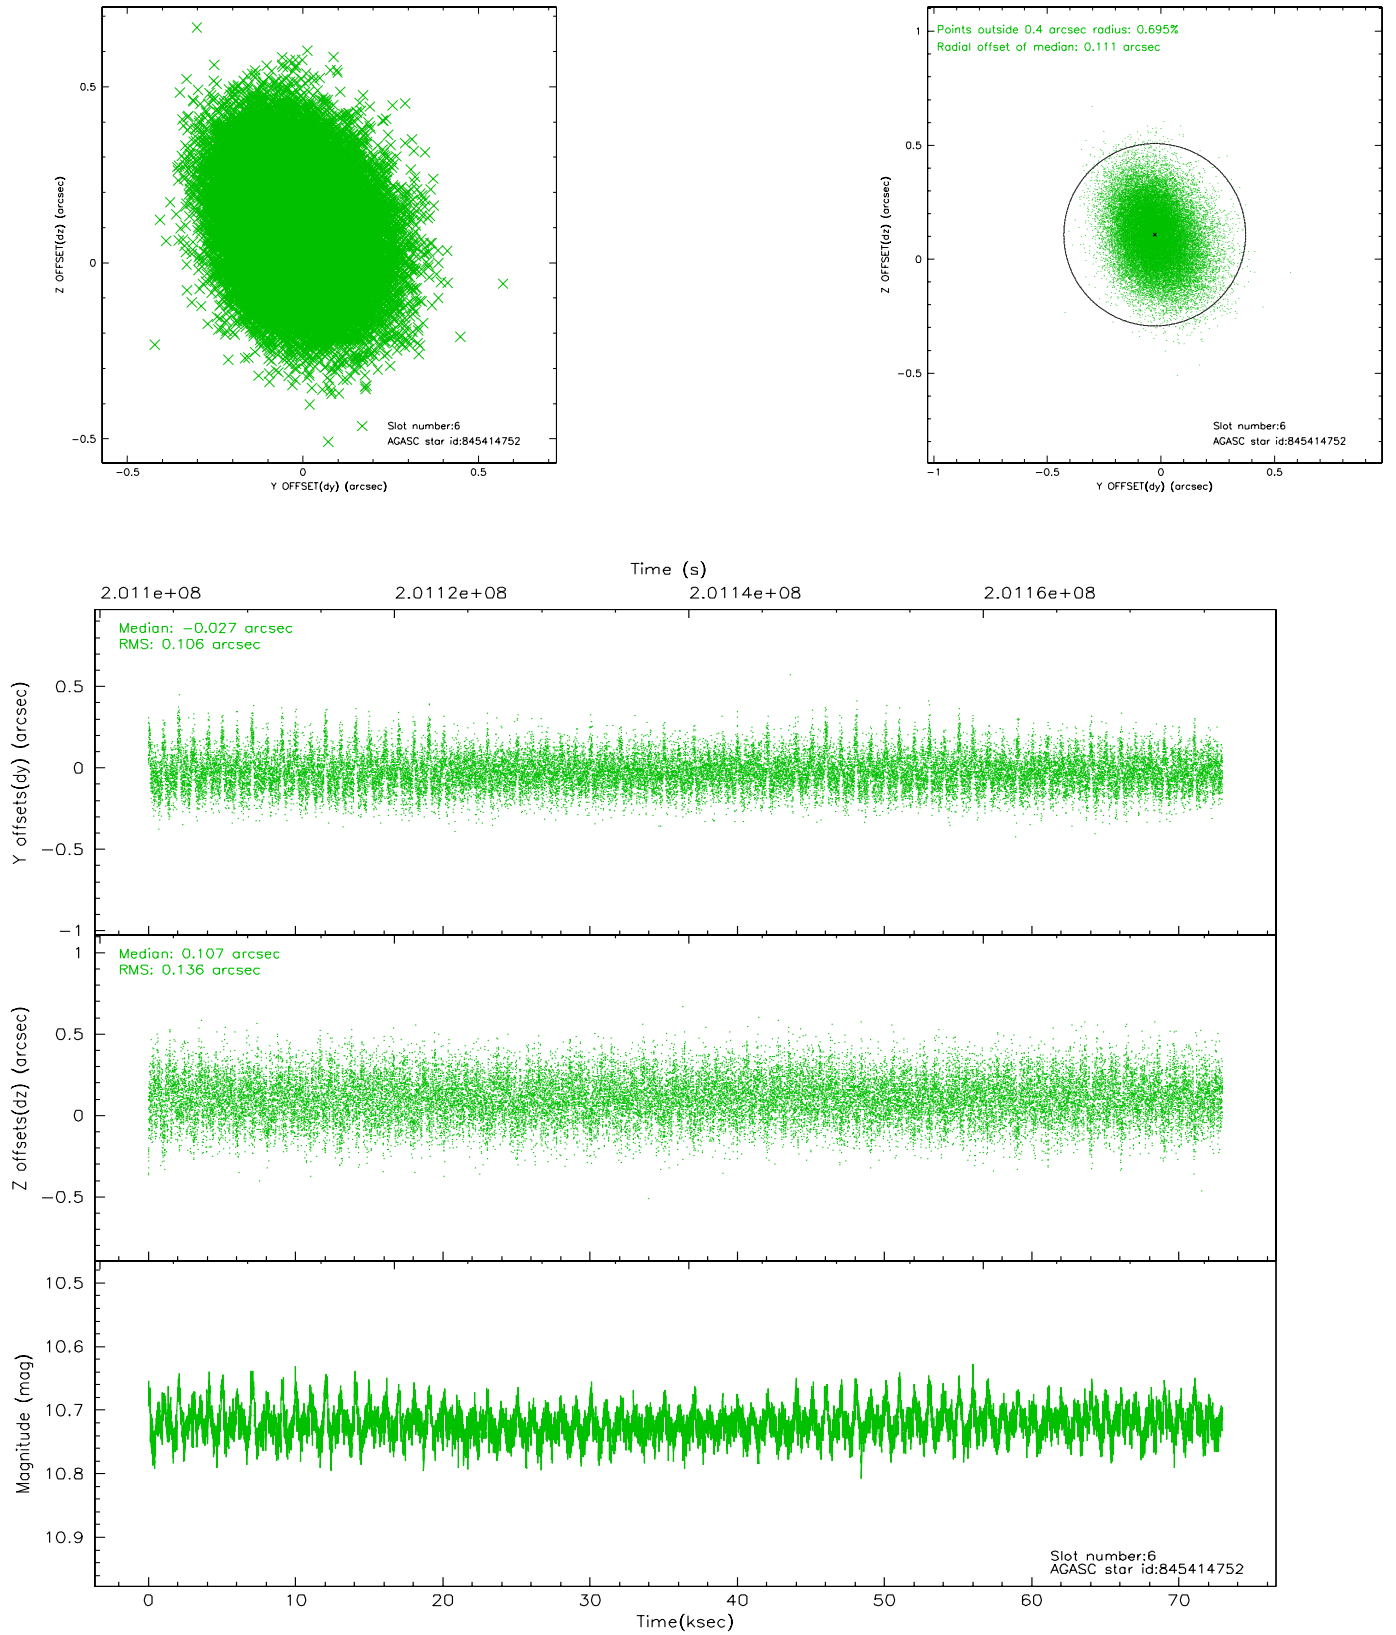 0.5
0
-0.5
Z OFFSET(dz) (arcsec)
-0.5
0
0.5
Y OFFSET(dy) (arcsec)
Slot number:6
AGASC star id:845414752
Points outside 0.4 arcsec radius: 0.695%
Radial offset of median: 0.111 arcsec
1
0.5
0
-0.5
Z OFFSET(dz) (arcsec)
-1
-0.5
0
0.5
Y OFFSET(dy) (arcsec)
Slot number:6
AGASC star id:845414752
Time (s)
2.011e+08
2.0112e+08
2.0114e+08
2.0116e+08
Median: -0.027 arcsec
RMS: 0.106 arcsec
0.5
0
-0.5
-1
Y offsets(dy) (arcsec)
Median: 0.107 arcsec
RMS: 0.136 arcsec
1
0.5
0
-0.5
Z offsets(dz) (arcsec)
10.5
10.6
10.7
10.8
10.9
Magnitude (mag)
Slot number:6
AGASC star id:845414752
0
10
20
30
40
50
60
70
Time(ksec)